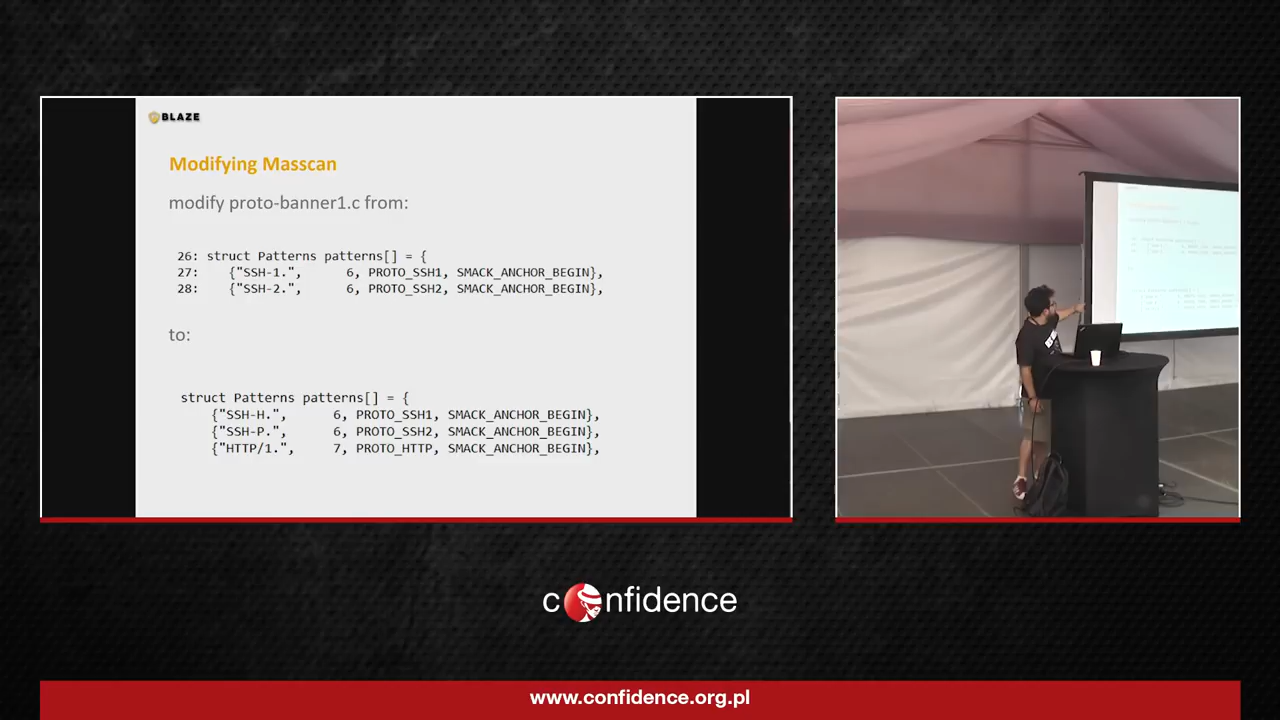 BLAZE
Modifying Masscan
modify proto-banner1.c from:
26: struct Patterns patterns[] = {
27: {"SSH-1.", 6, PROTO_SSH1, SMACK_ANCHOR_BEGIN},
28: {"SSH-2.", 6, PROTO_SSH2, SMACK_ANCHOR_BEGIN},
to:
struct Patterns patterns[] = {
{"SSH-H.", 6, PROTO_SSH1, SMACK_ANCHOR_BEGIN},
{"SSH-P.", 6, PROTO_SSH2, SMACK_ANCHOR_BEGIN},
{"HTTP/1.", 7, PROTO_HTTP, SMACK_ANCHOR_BEGIN},
confidence
www.confidence.org.pl